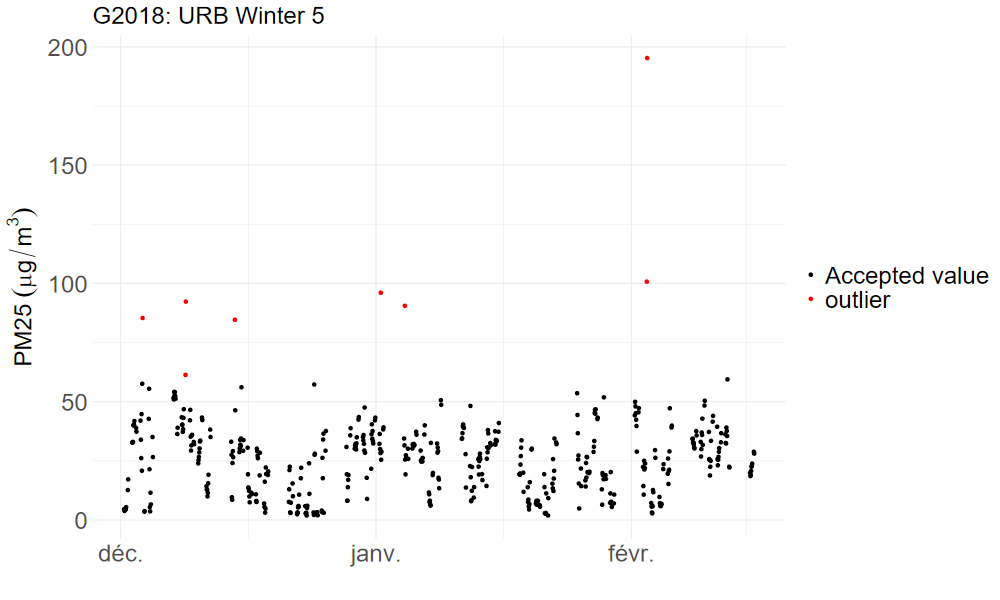 G2018: URB Winter 5
200
150
100
50
0
PM25 (μg/m³)
déc.
janv.
févr.
Accepted value
outlier